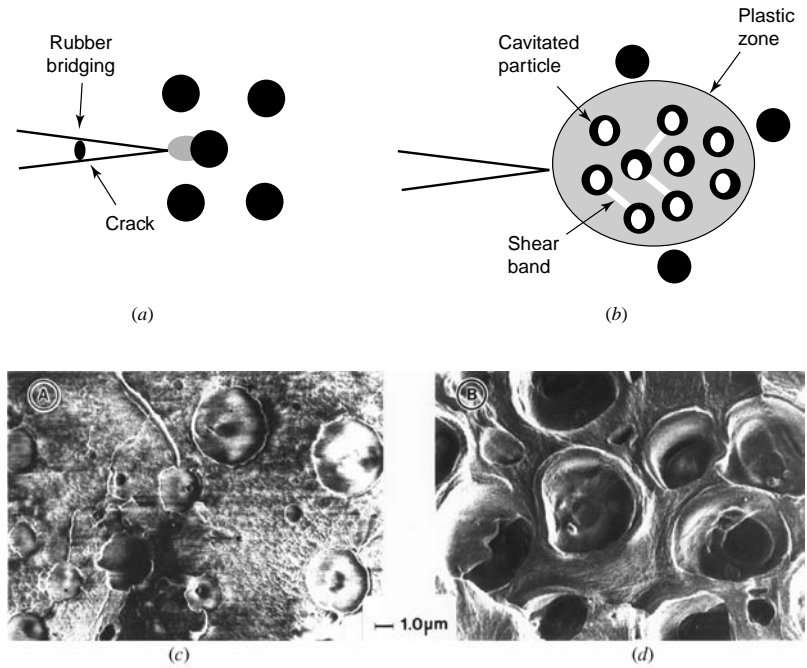 Rubber
bridging
Crack
(a)
Cavitated
particle
Plastic
zone
Shear
band
(b)
A
B
1.0μm
(c)
(d)